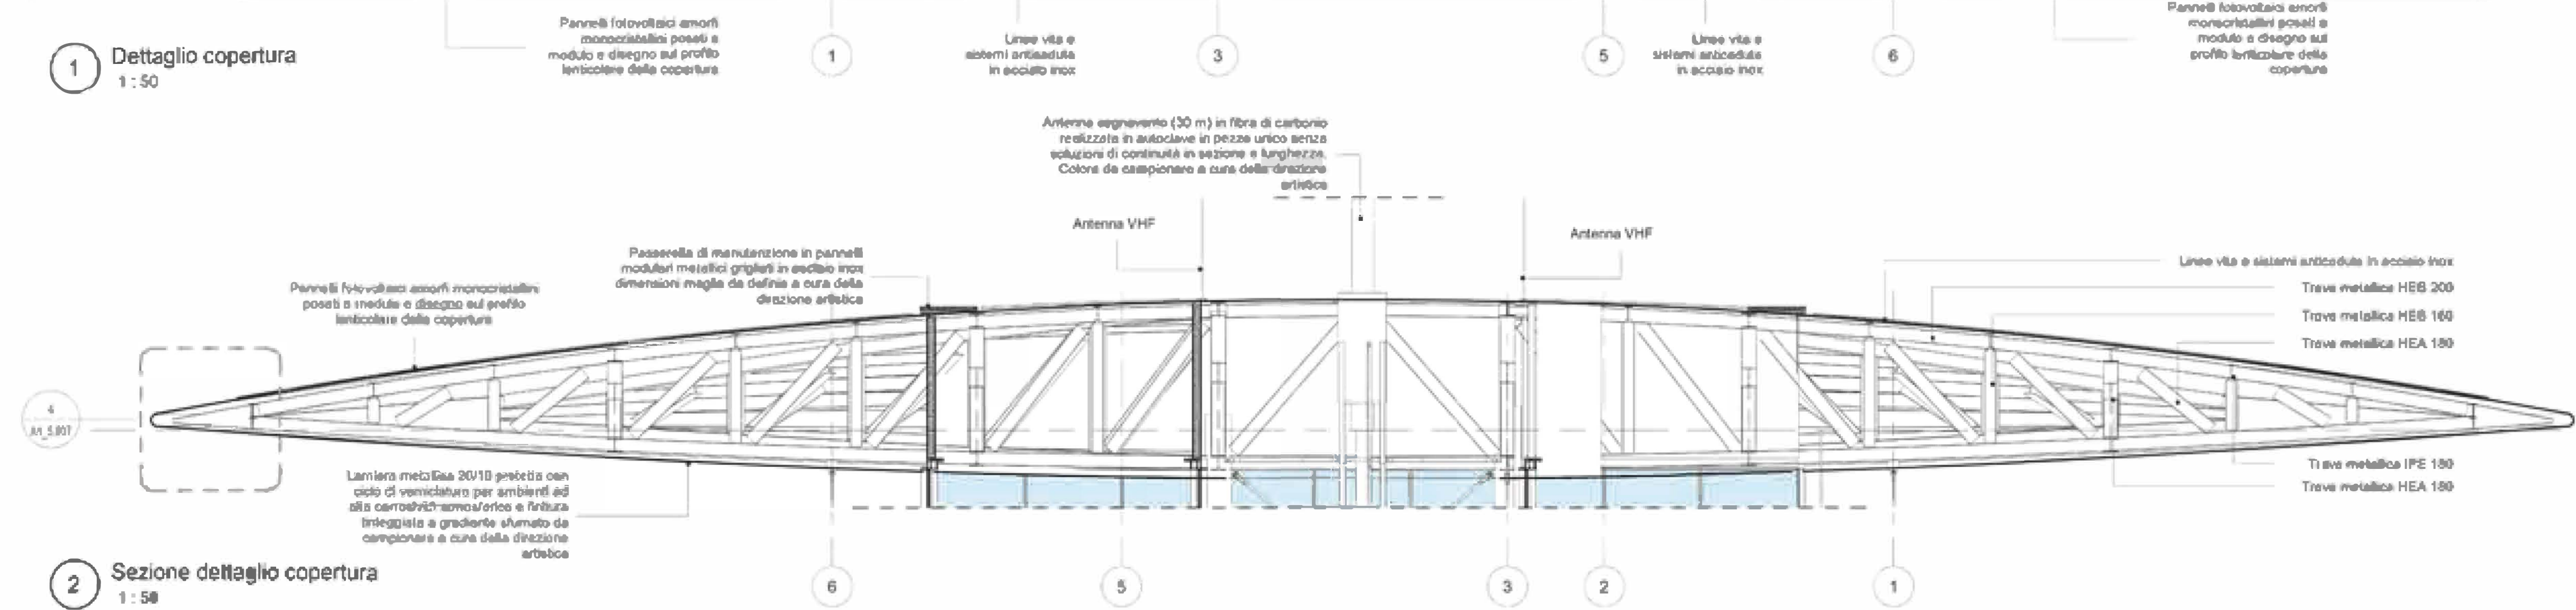 Pannelli fotovoltaici amorfi
monocristallini posati a
modulo e disegno sul profilo
lenticolare della copertura
1
Dettaglio copertura
1 : 50
1
Linee vita e
sistemi anticaduta
in acciaio inox
3
5
Linee vita e
sistemi anticaduta
in acciaio inox
6
Pannelli fotovoltaici amorfi
monocristallini posati a
modulo e disegno sul
profilo lenticolare della
copertura
Antenna segnavento (30 m) in fibra di carbonio
realizzata in autoclave in pezzo unico senza
soluzioni di continuità in sezione e lunghezza.
Colore da campionare a cura della direzione
artistica
Antenna VHF
Antenna VHF
Passerella di manutenzione in pannelli
modulari metallici grigliati in acciaio inox
dimensioni maglia da definie a cura della
direzione artistica
Pannelli fotovoltaici amorfi monocristallini
posati a modulo e disegno sul profilo
lenticolare della copertura
Linee vita e sistemi anticaduta in acciaio inox
Trave metallica HEB 200
Trave metallica HEB 160
Trave metallica HEA 180
4
Trave metallica IPE 180
Trave metallica HEA 180
Lamiera metallica 20/10 protetta con
ciclo di verniciatura per ambienti ad
alta corrosività atmosferica e finitura
tinteggiata a gradiente sfumato da
campionare a cura della direzione
artistica
2
Sezione dettaglio copertura
1 : 50
6
5
3
2
1